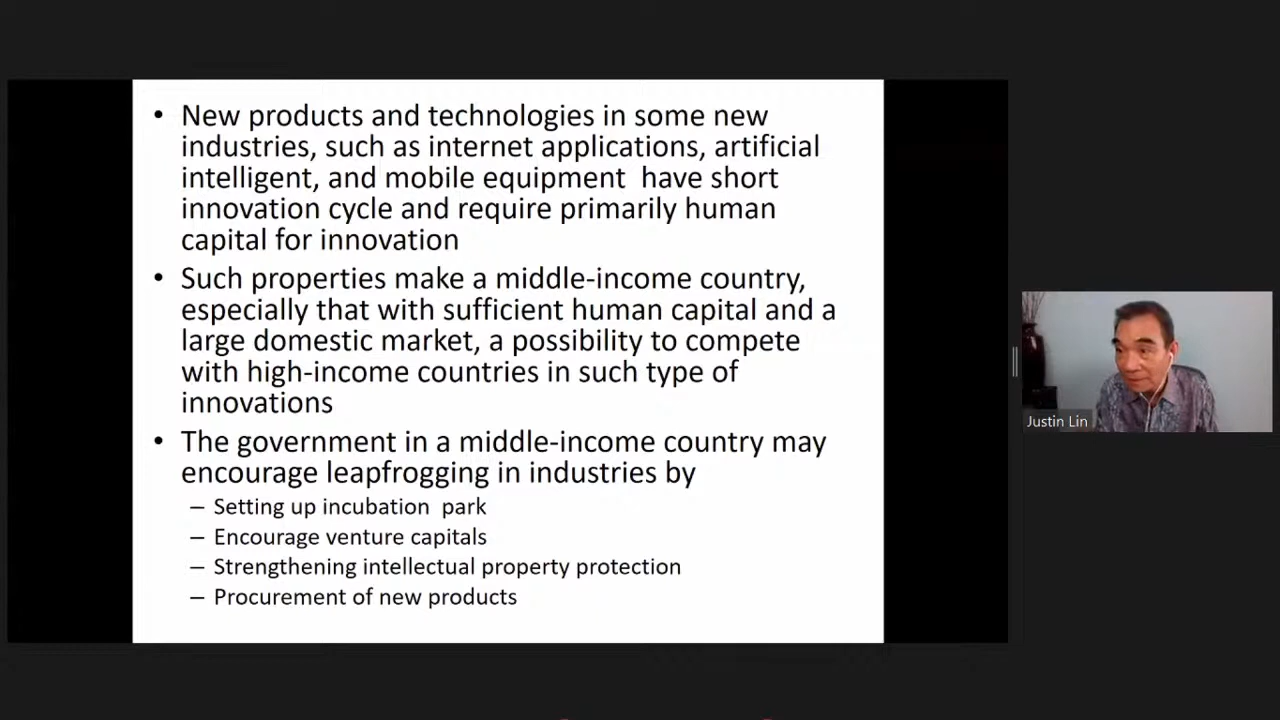 • New products and technologies in some new
industries, such as internet applications, artificial
intelligent, and mobile equipment  have short
innovation cycle and require primarily human
capital for innovation
• Such properties make a middle-income country,
especially that with sufficient human capital and a
large domestic market, a possibility to compete
with high-income countries in such type of
innovations
• The government in a middle-income country may
encourage leapfrogging in industries by
– Setting up incubation  park
– Encourage venture capitals
– Strengthening intellectual property protection
– Procurement of new products
Justin Lin